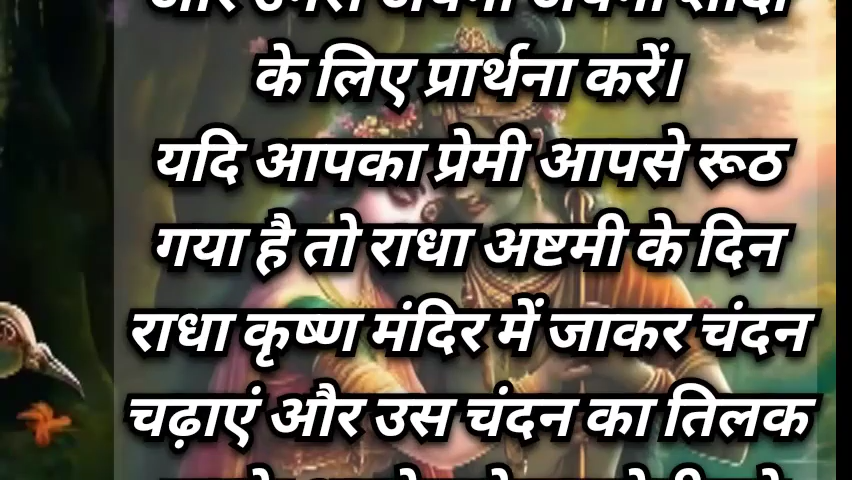 के लिए प्रार्थना करें।
यदि आपका प्रेमी आपसे रूठ
गया है तो राधा अष्टमी के दिन
राधा कृष्ण मंदिर में जाकर चंदन
चढ़ाएं और उस चंदन का तिलक